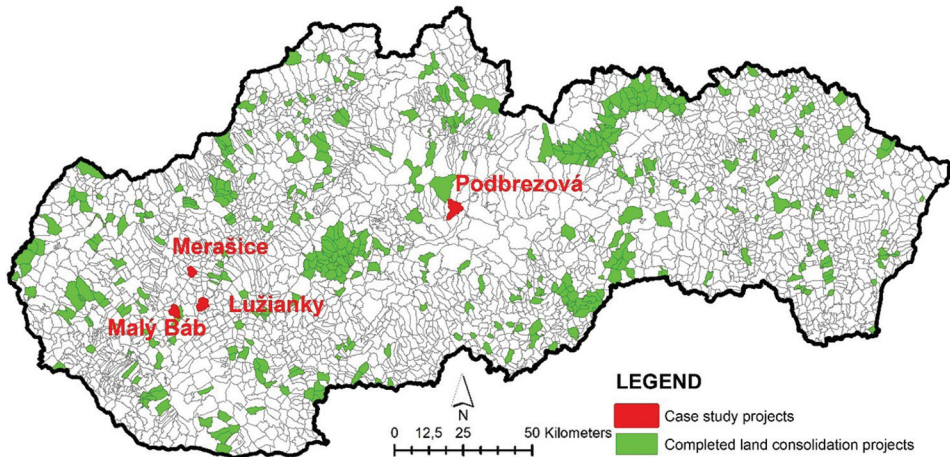 Podbrezová
Merašice
Lužianky
Malý Báb
LEGEND
Case study projects
Completed land consolidation projects
N
0 12,5 25 50 Kilometers